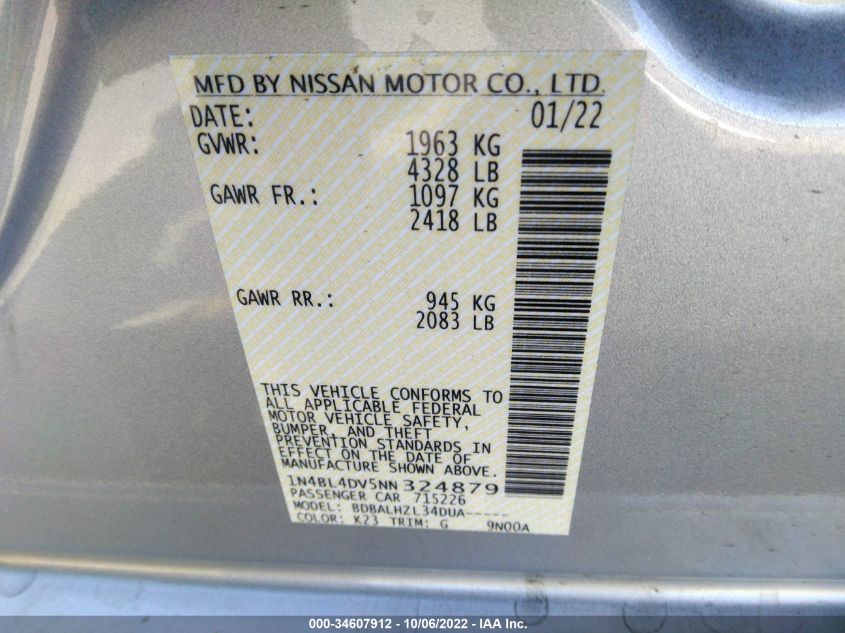 MFD BY NISSAN MOTOR CO., LTD.
DATE: 01/22
GVWR: 1963 KG
4328 LB
GAWR FR.: 1097 KG
2418 LB
GAWR RR.: 945 KG
2083 LB
THIS VEHICLE CONFORMS TO
ALL APPLICABLE FEDERAL
MOTOR VEHICLE SAFETY,
BUMPER, AND THEFT
PREVENTION STANDARDS IN
EFFECT ON THE DATE OF
MANUFACTURE SHOWN ABOVE.
1N4BL4DV5NN324879
PASSENGER CAR 715226
MODEL: BDBALHZL34DUA-----
COLOR: K23 TRIM: G 9N00A
000-34607912 - 10/06/2022 - IAA Inc.